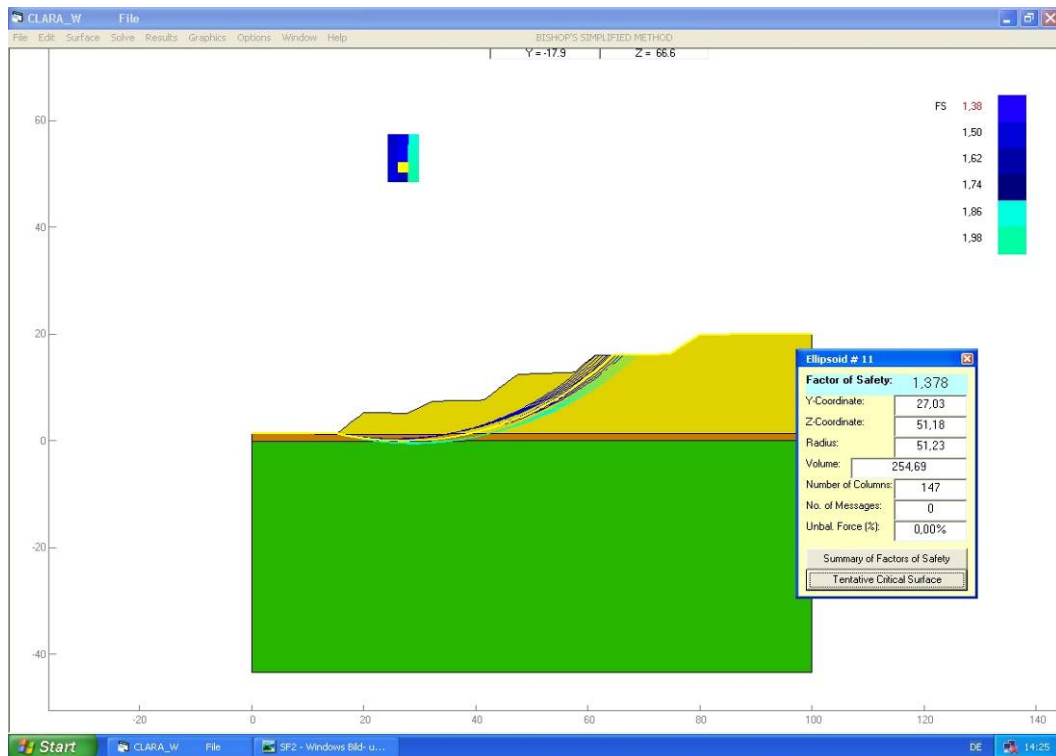 CLARA_W File
File Edit Surface Solve Results Graphics Options Window Help BISHOP'S SIMPLIFIED METHOD
Y = -17.9 Z = 66.6
FS 1,38
1,50
1,62
1,74
1,86
1,98
60
40
20
0
-20
-40
-20 0 20 40 60 80 100 120 140
Ellipsoid # 11
Factor of Safety: 1,378
Y-Coordinate: 27,03
Z-Coordinate: 51,18
Radius: 51,23
Volume: 254,69
Number of Columns: 147
No. of Messages: 0
Unbal. Force (%): 0,00%
Summary of Factors of Safety
Tentative Critical Surface
Start CLARA_W File SF2 - Windows Bild- u... DE 14:25